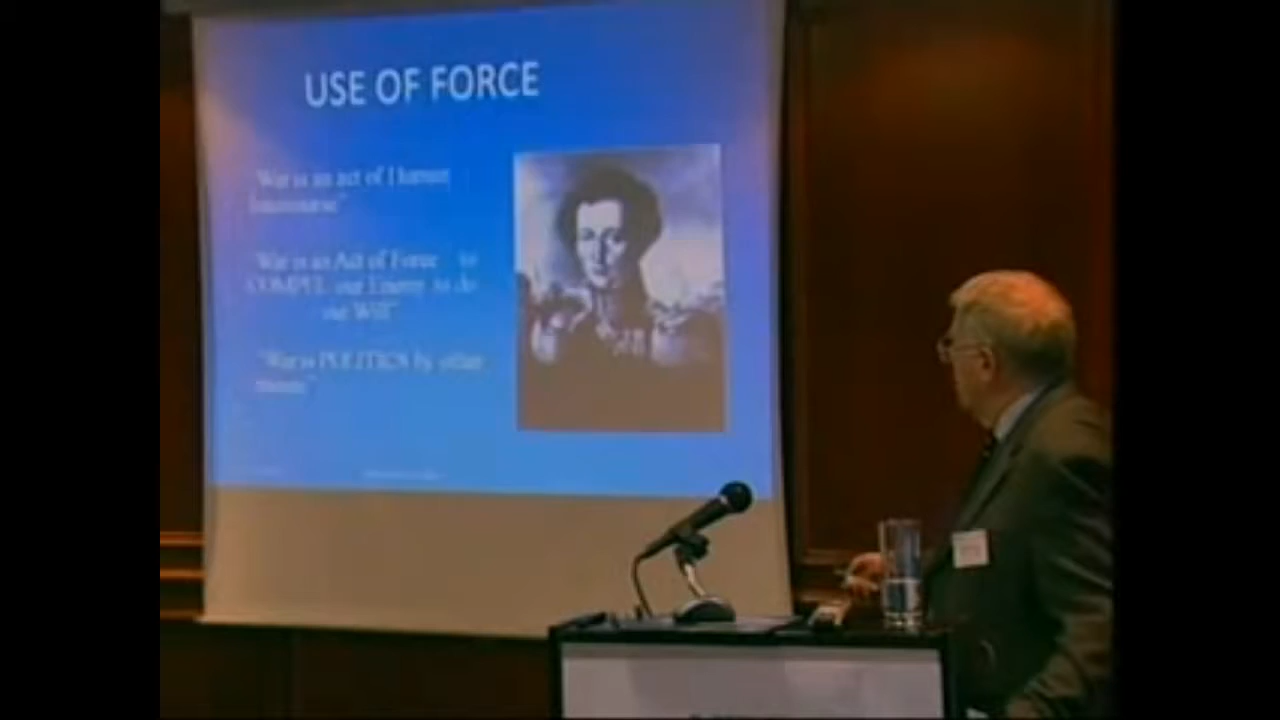 USE OF FORCE
"War is an act of Human
Intercourse"
"War is an Act of Force to
COMPEL our Enemy to do
our Will"
"War is POLITICS by other
means"